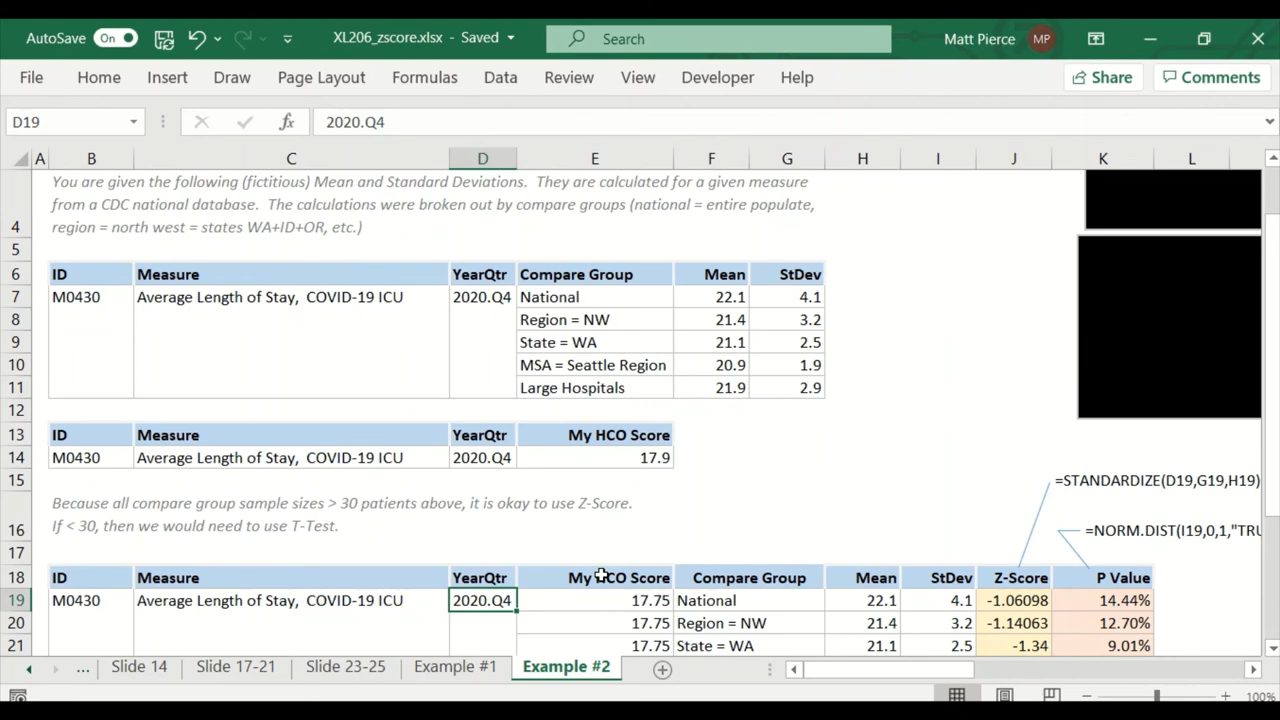 AutoSave On XL206_zscore.xlsx - Saved Search Matt Pierce MP
File Home Insert Draw Page Layout Formulas Data Review View Developer Help Share Comments
D19 fx 2020.Q4
A B C D E F G H I J K L
You are given the following (fictitious) Mean and Standard Deviations. They are calculated for a given measure
from a CDC national database. The calculations were broken out by compare groups (national = entire populate,
4 region = north west = states WA+ID+OR, etc.)
5
6 ID Measure YearQtr Compare Group Mean StDev
7 M0430 Average Length of Stay, COVID-19 ICU 2020.Q4 National 22.1 4.1
8 Region = NW 21.4 3.2
9 State = WA 21.1 2.5
10 MSA = Seattle Region 20.9 1.9
11 Large Hospitals 21.9 2.9
12
13 ID Measure YearQtr My HCO Score
14 M0430 Average Length of Stay, COVID-19 ICU 2020.Q4 17.9
15 =STANDARDIZE(D19,G19,H19)
Because all compare group sample sizes > 30 patients above, it is okay to use Z-Score.
16 If < 30, then we would need to use T-Test. =NORM.DIST(I19,0,1,"TRU
17
18 ID Measure YearQtr My HCO Score Compare Group Mean StDev Z-Score P Value
19 M0430 Average Length of Stay, COVID-19 ICU 2020.Q4 17.75 National 22.1 4.1 -1.06098 14.44%
20 17.75 Region = NW 21.4 3.2 -1.14063 12.70%
21 17.75 State = WA 21.1 2.5 -1.34 9.01%
... Slide 14 Slide 17-21 Slide 23-25 Example #1 Example #2
100%